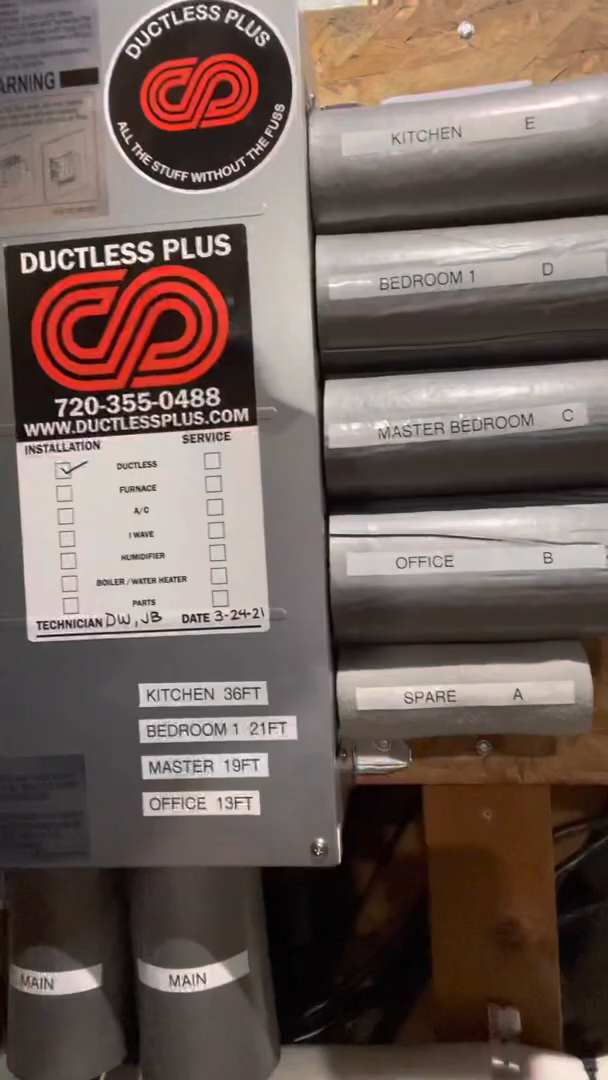 WARNING
DUCTLESS PLUS
ALL THE STUFF WITHOUT THE FUSS
DUCTLESS PLUS
720-355-0488
WWW.DUCTLESSPLUS.COM
INSTALLATION SERVICE
DUCTLESS
FURNACE
A/C
I WAVE
HUMIDIFIER
BOILER/WATER HEATER
PARTS
TECHNICIAN DW, JB DATE 3-24-21
KITCHEN 36FT
BEDROOM 1 21FT
MASTER 19FT
OFFICE 13FT
KITCHEN E
BEDROOM 1 D
MASTER BEDROOM C
OFFICE B
SPARE A
MAIN
MAIN